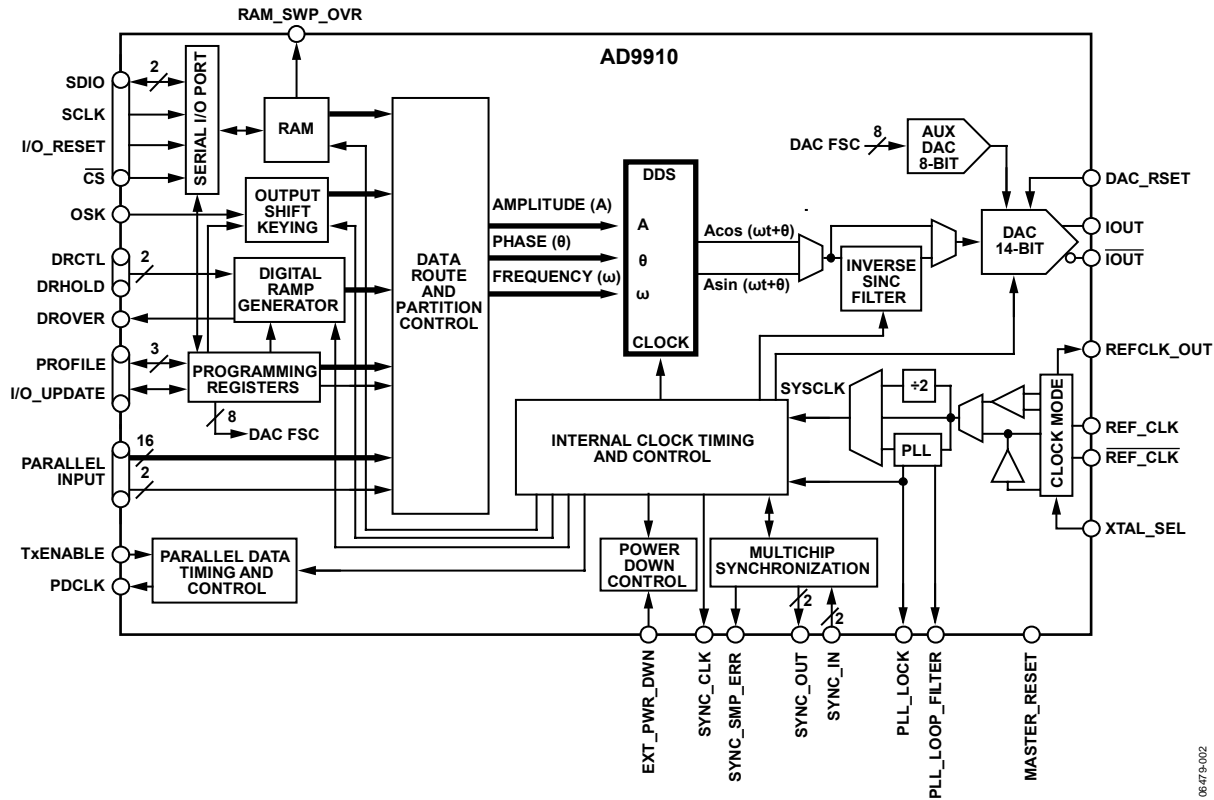 RAM_SWP_OVR
AD9910
SDIO
2
SCLK
I/O_RESET
CS
SERIAL I/O PORT
RAM
OSK
OUTPUT
SHIFT
KEYING
DRCTL
2
DRHOLD
DIGITAL
RAMP
GENERATOR
DROVER
PROFILE
3
PROGRAMMING
REGISTERS
I/O_UPDATE
8
DAC FSC
16
PARALLEL
INPUT
2
TxENABLE
PDCLK
PARALLEL DATA
TIMING AND
CONTROL
DATA
ROUTE
AND
PARTITION
CONTROL
AMPLITUDE (A)
PHASE (θ)
FREQUENCY (ω)
DDS
A
θ
ω
CLOCK
Acos (ωt+θ)
Asin (ωt+θ)
INVERSE
SINC
FILTER
DAC FSC
8
AUX
DAC
8-BIT
DAC
14-BIT
DAC_RSET
IOUT
IOUT
INTERNAL CLOCK TIMING
AND CONTROL
SYSCLK
÷2
PLL
CLOCK MODE
REFCLK_OUT
REF_CLK
REF_CLK
XTAL_SEL
POWER
DOWN
CONTROL
MULTICHIP
SYNCHRONIZATION
2
2
EXT_PWR_DWN
SYNC_CLK
SYNC_SMP_ERR
SYNC_OUT
SYNC_IN
PLL_LOCK
PLL_LOOP_FILTER
MASTER_RESET
06479-002